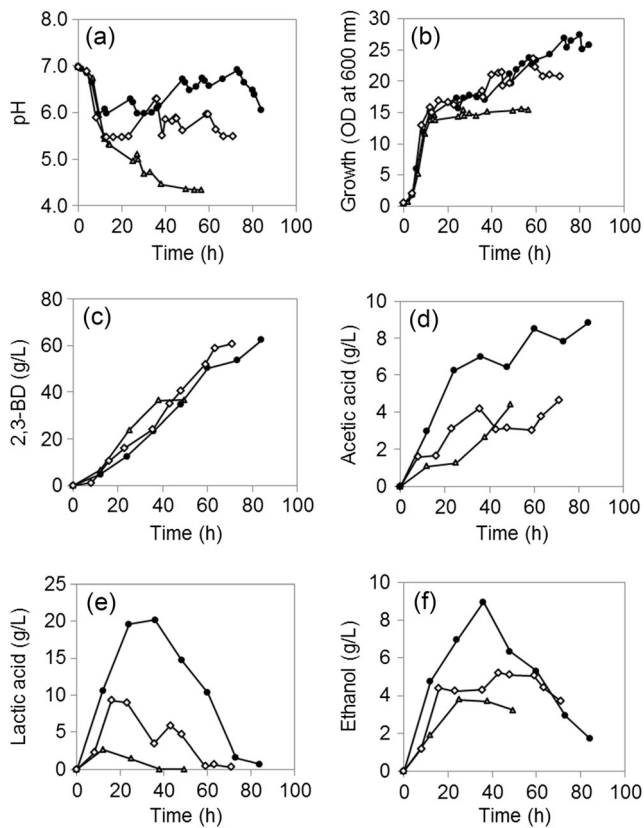 (a)
pH
8.0
7.0
6.0
5.0
4.0
0 20 40 60 80 100
Time (h)
(b)
Growth (OD at 600 nm)
30
25
20
15
10
5
0
0 20 40 60 80 100
Time (h)
(c)
2,3-BD (g/L)
80
60
40
20
0
0 20 40 60 80 100
Time (h)
(d)
Acetic acid (g/L)
10
8
6
4
2
0
0 20 40 60 80 100
Time (h)
(e)
Lactic acid (g/L)
25
20
15
10
5
0
0 20 40 60 80 100
Time (h)
(f)
Ethanol (g/L)
10
8
6
4
2
0
0 20 40 60 80 100
Time (h)